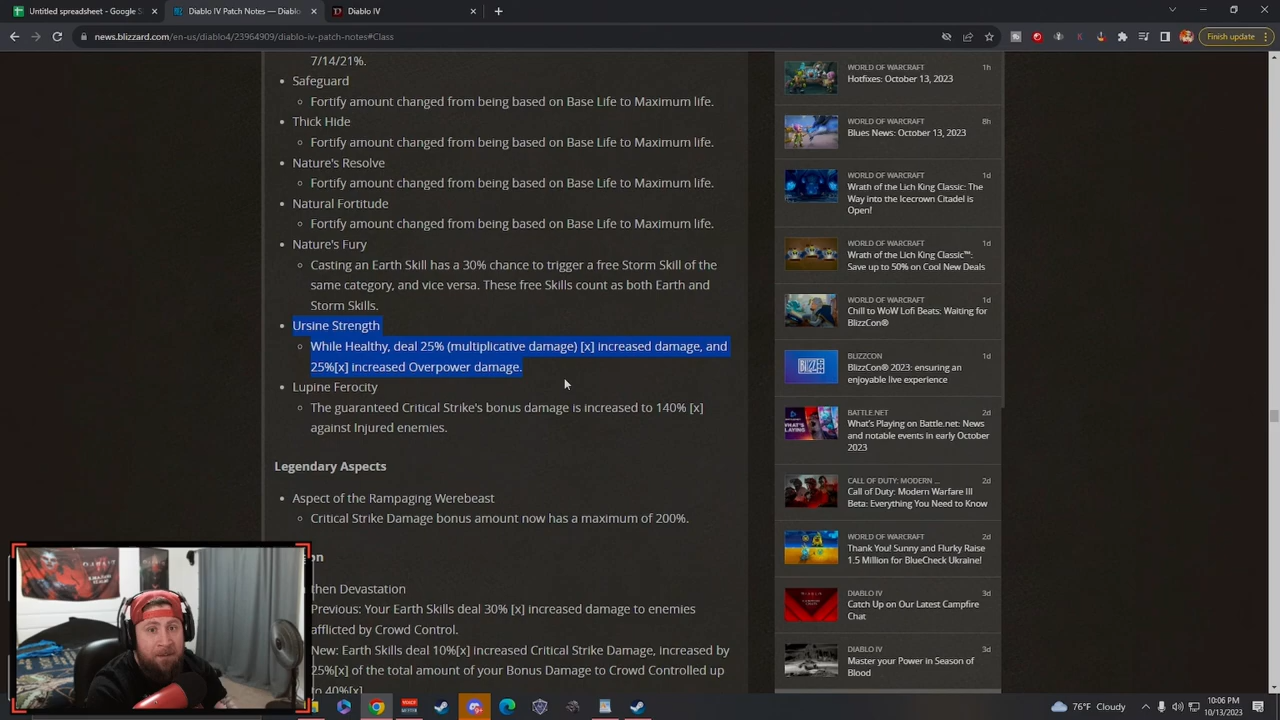 Untitled spreadsheet - Google S
Diablo IV Patch Notes — Diablo
Diablo IV
news.blizzard.com/en-us/diablo4/23964909/diablo-iv-patch-notes#Class
Finish update
7/14/21%.
Safeguard
Fortify amount changed from being based on Base Life to Maximum life.
Thick Hide
Fortify amount changed from being based on Base Life to Maximum life.
Nature's Resolve
Fortify amount changed from being based on Base Life to Maximum life.
Natural Fortitude
Fortify amount changed from being based on Base Life to Maximum life.
Nature's Fury
Casting an Earth Skill has a 30% chance to trigger a free Storm Skill of the
same category, and vice versa. These free Skills count as both Earth and
Storm Skills.
Ursine Strength
While Healthy, deal 25% (multiplicative damage) [x] increased damage, and
25%[x] increased Overpower damage.
Lupine Ferocity
The guaranteed Critical Strike's bonus damage is increased to 140% [x]
against Injured enemies.
Legendary Aspects
Aspect of the Rampaging Werebeast
Critical Strike Damage bonus amount now has a maximum of 200%.
on
then Devastation
Previous: Your Earth Skills deal 30% [x] increased damage to enemies
afflicted by Crowd Control.
New: Earth Skills deal 10%[x] increased Critical Strike Damage, increased by
25%[x] of the total amount of your Bonus Damage to Crowd Controlled up
to 40%[x]
WORLD OF WARCRAFT 1h
Hotfixes: October 13, 2023
WORLD OF WARCRAFT 8h
Blues News: October 13, 2023
WORLD OF WARCRAFT 1d
Wrath of the Lich King Classic: The
Way into the Icecrown Citadel is
Open!
WORLD OF WARCRAFT 1d
Wrath of the Lich King Classic™:
Save up to 50% on Cool New Deals
WORLD OF WARCRAFT 1d
Chill to WoW Lofi Beats: Waiting for
BlizzCon®
BLIZZCON 1d
BlizzCon® 2023: ensuring an
enjoyable live experience
BATTLE.NET 2d
What's Playing on Battle.net: News
and notable events in early October
2023
CALL OF DUTY: MODERN ... 2d
Call of Duty: Modern Warfare III
Beta: Everything You Need to Know
WORLD OF WARCRAFT 2d
Thank You! Sunny and Flurky Raise
1.5 Million for BlueCheck Ukraine!
DIABLO IV 3d
Catch Up on Our Latest Campfire
Chat
DIABLO IV 3d
Master your Power in Season of
Blood
76°F Cloudy
10:06 PM
10/13/2023